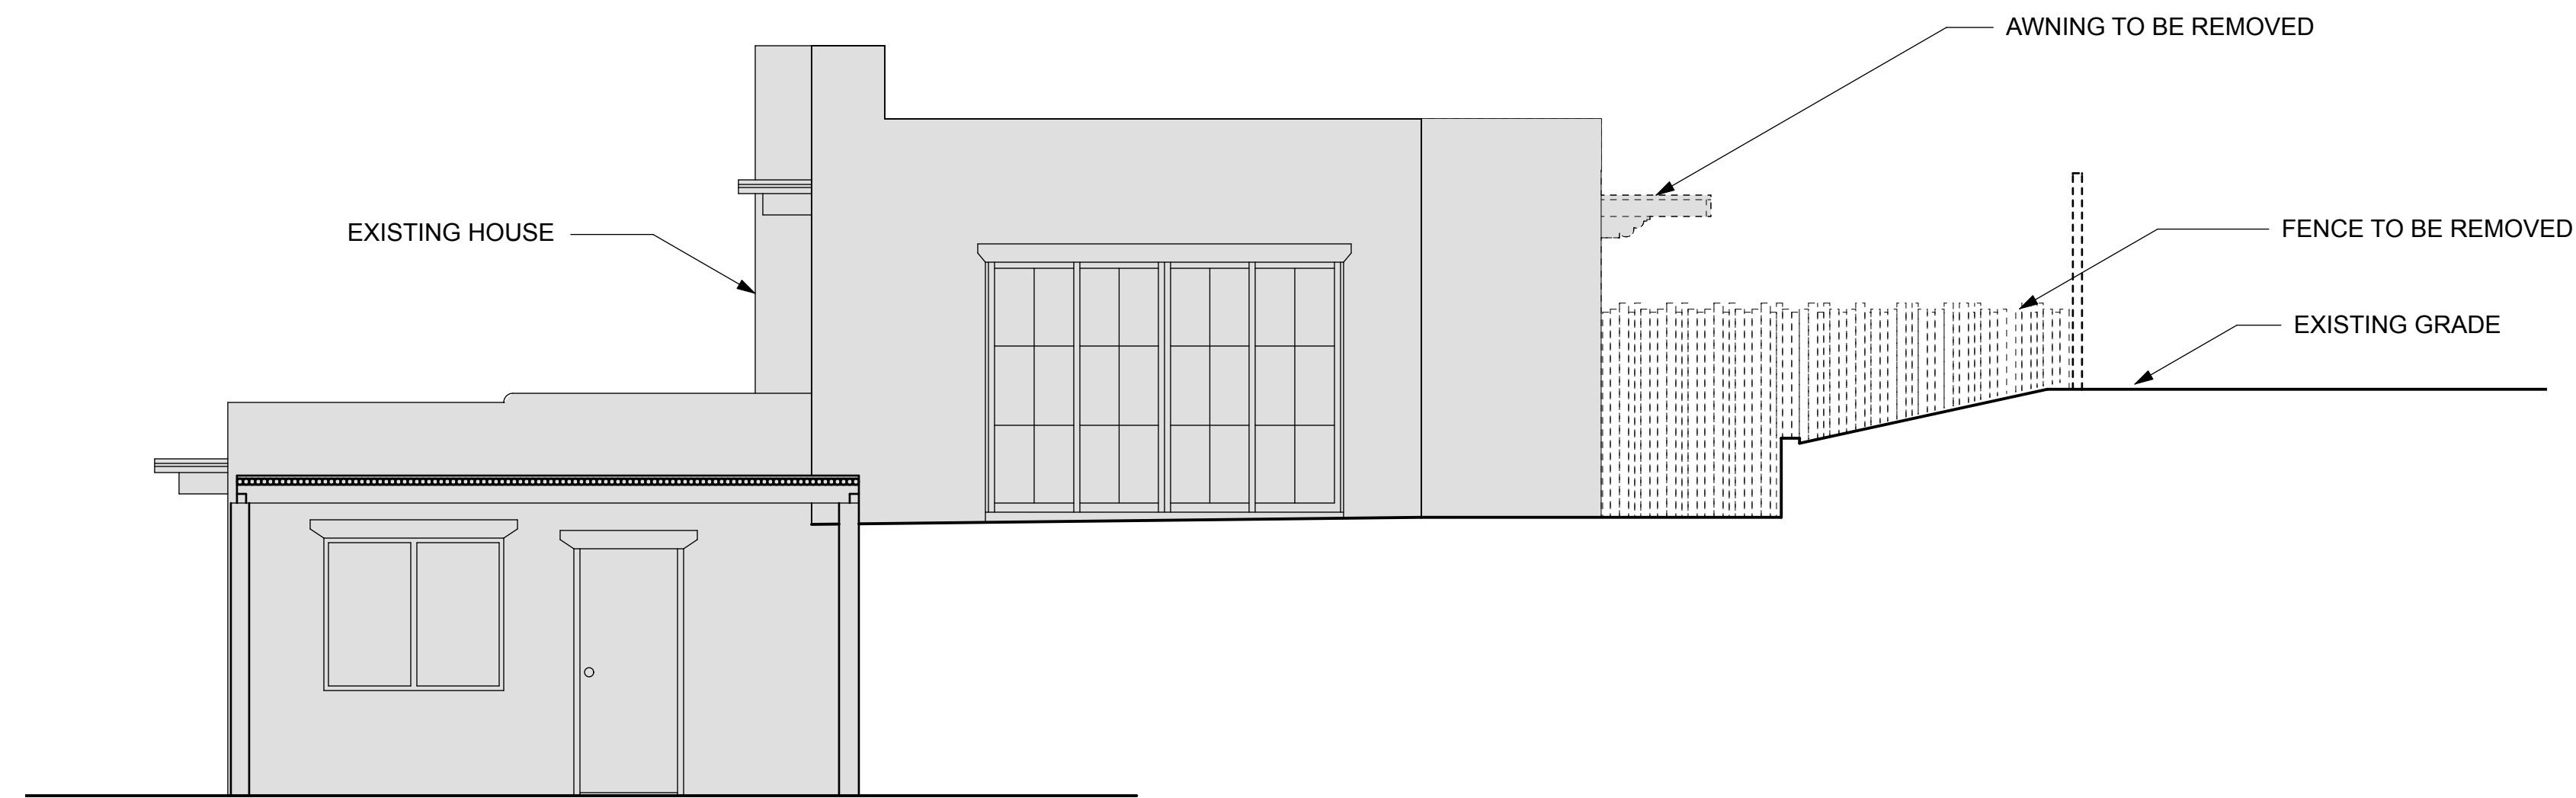 AWNING TO BE REMOVED
EXISTING HOUSE
FENCE TO BE REMOVED
EXISTING GRADE